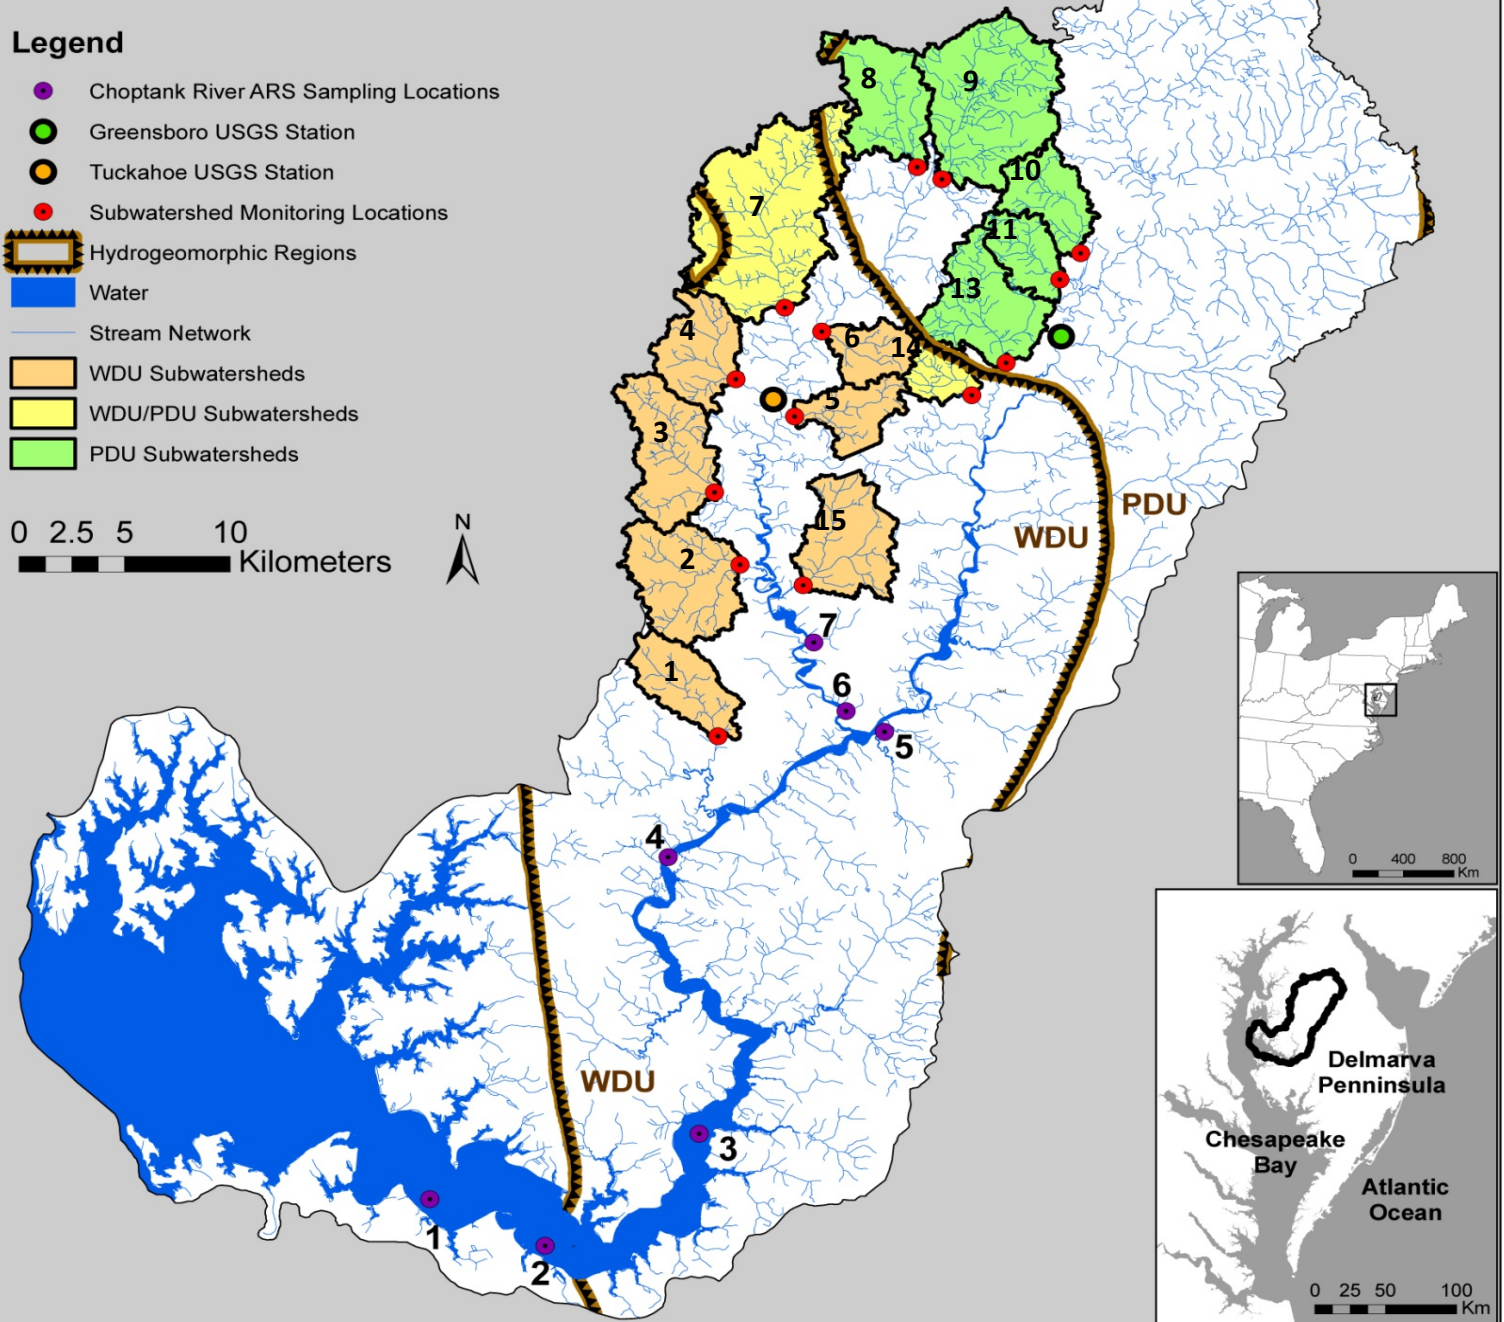 Legend
Choptank River ARS Sampling Locations
Greensboro USGS Station
Tuckahoe USGS Station
Subwatershed Monitoring Locations
Hydrogeomorphic Regions
Water
Stream Network
WDU Subwatersheds
WDU/PDU Subwatersheds
PDU Subwatersheds
0 2.5 5 10
Kilometers
N
8
9
10
7
11
13
4
6
14
5
3
15
2
1
PDU
WDU
7
6
5
4
WDU
3
1
2
0 400 800
Km
Delmarva
Penninsula
Chesapeake
Bay
Atlantic
Ocean
0 25 50 100
Km